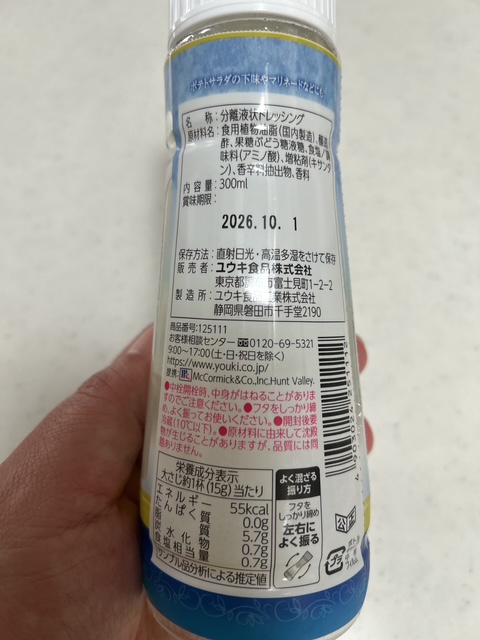 ポテトサラダの下味やマリネードなどにも
名称：分離液状ドレッシング
原材料名：食用植物油脂(国内製造)、醸造
酢、果糖ぶどう糖液糖、食塩／調
味料(アミノ酸)、増粘剤(キサンタ
ン)、香辛料抽出物、香料
内容量：300ml
賞味期限：
2026.10. 1
保存方法：直射日光・高温多湿をさけて保存
販売者：ユウキ食品株式会社
東京都調布市富士見町1-2-2
製造所：ユウキ食品工業株式会社
静岡県磐田市千手堂2190
商品番号:125111
お客様相談センター 0120-69-5321
9:00〜17:00(土・日・祝日を除く)
https://www.youki.co.jp/
提携: McCormick&Co.,Inc.Hunt Valley.
●中栓開栓時、中身がはねることがありま
すのでご注意ください。●フタをしっかり締
め、よく振ってお使いください。●開封後要
冷蔵(10℃以下)。●原材料に由来して沈殿
物が生じることがありますが、品質には問
題ありません。
栄養成分表示
大さじ約1杯(15g)当たり
エネルギー 55kcal
たんぱく質 0.0g
脂質 5.7g
炭水化物 0.7g
食塩相当量 0.7g
サンプル品分析による推定値
よく混ざる
振り方
フタを
しっかり締め
左右に
よく振る
公正
プラ